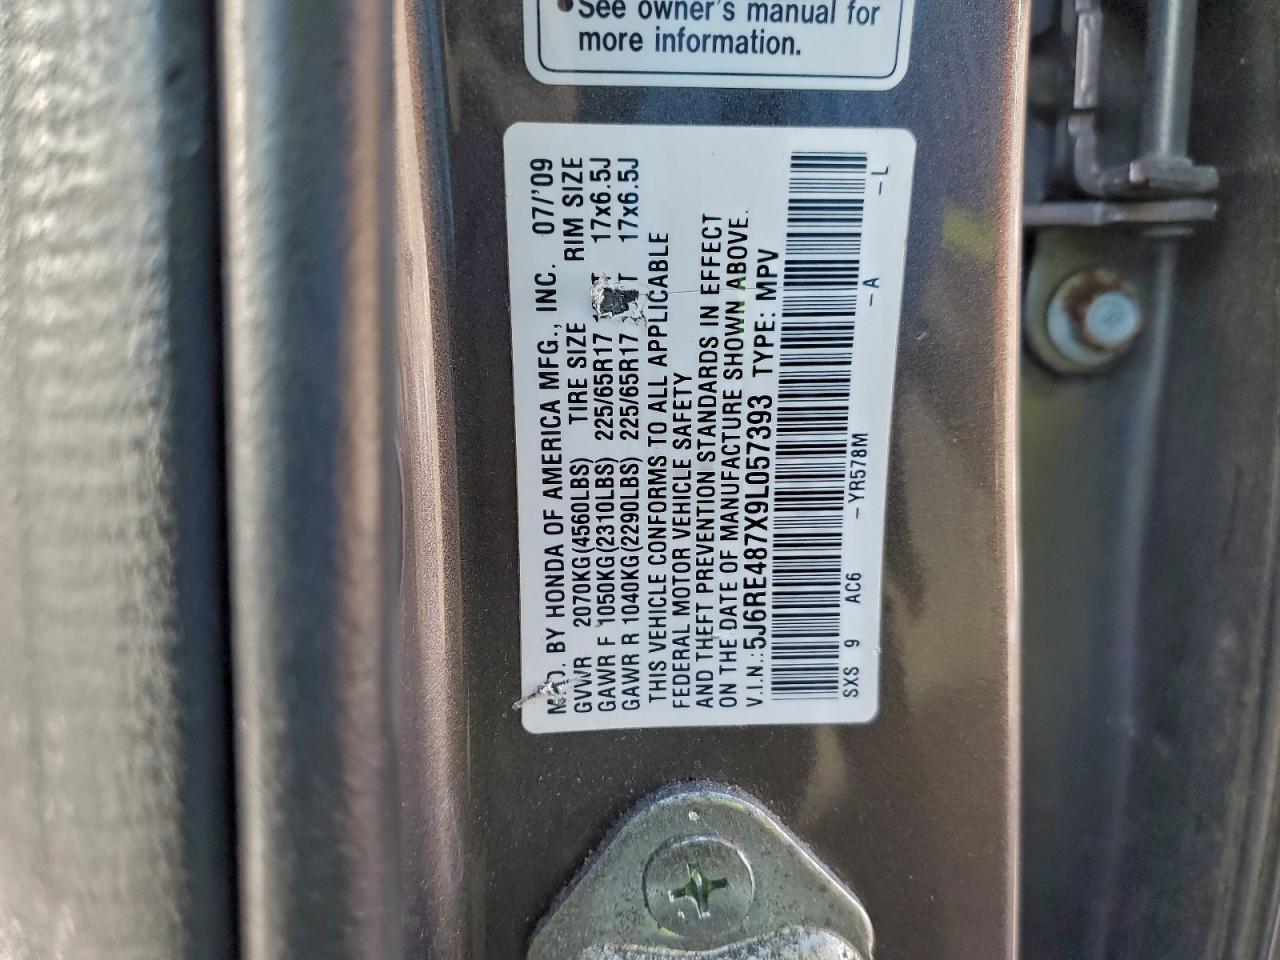 •See owner's manual for
more information.
BY HONDA OF AMERICA MFG., INC. 07/'09
GVWR 2070KG(4560LBS) TIRE SIZE RIM SIZE
GAWR F 1050KG(2310LBS) 225/65R17 T 17x6.5J
GAWR R 1040KG(2290LBS) 225/65R17 T 17x6.5J
THIS VEHICLE CONFORMS TO ALL APPLICABLE
FEDERAL MOTOR VEHICLE SAFETY
AND THEFT PREVENTION STANDARDS IN EFFECT
ON THE DATE OF MANUFACTURE SHOWN ABOVE.
V.I.N.:5J6RE487X9L057393 TYPE: MPV
SXS 9 AC6 -YR578M -A -L